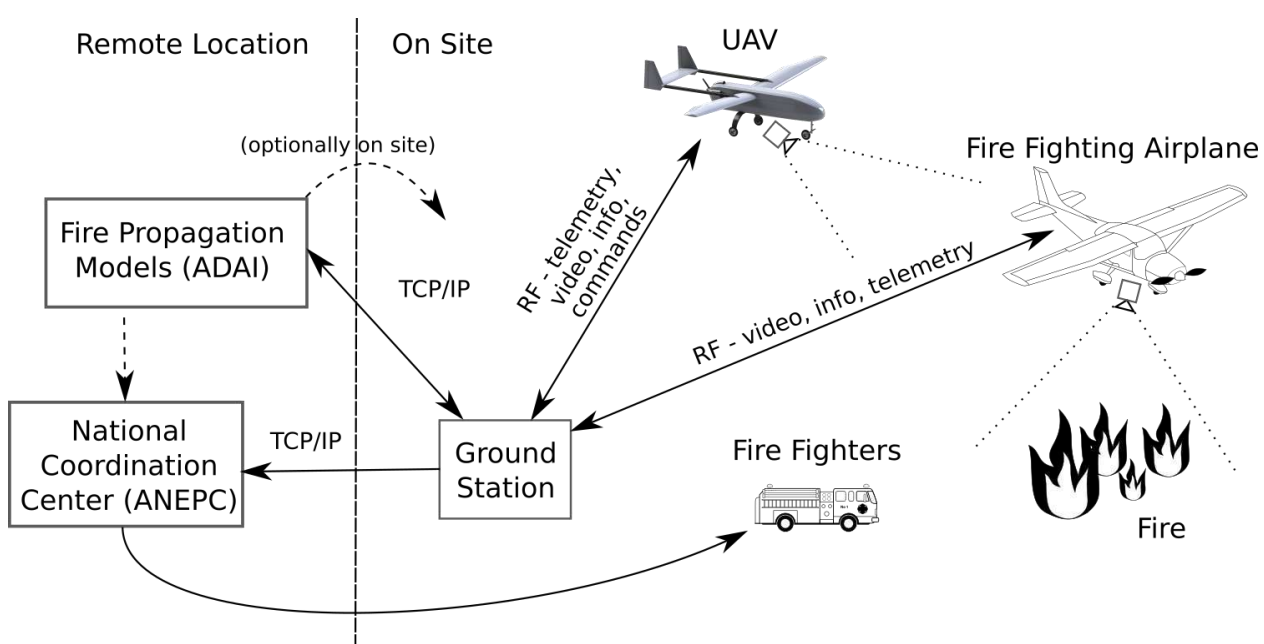 Remote Location
On Site
UAV
(optionally on site)
Fire Fighting Airplane
Fire Propagation
Models (ADAI)
TCP/IP
RF - telemetry,
video, info,
commands
RF - video, info, telemetry
National
Coordination
Center (ANEPC)
TCP/IP
Ground
Station
Fire Fighters
Fire